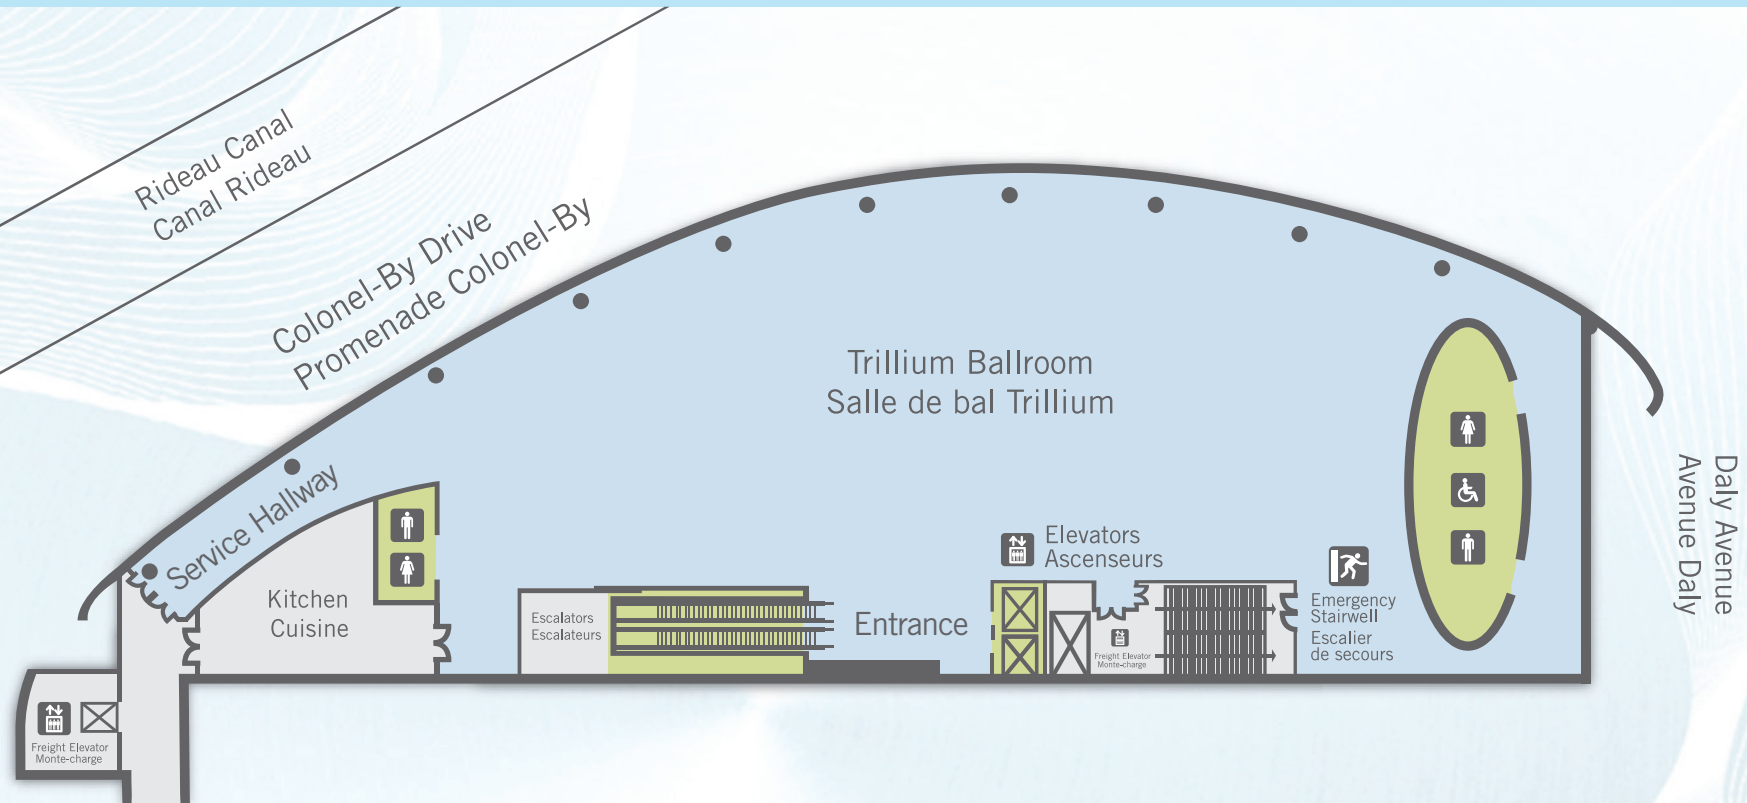 Rideau Canal
Canal Rideau
Colonel-By Drive
Promenade Colonel-By
Trillium Ballroom
Salle de bal Trillium
Service Hallway
Kitchen
Cuisine
Escalators
Escalateurs
Entrance
Elevators
Ascenseurs
Freight Elevator
Monte-charge
Emergency
Stairwell
Escalier
de secours
Daly Avenue
Avenue Daly
Freight Elevator
Monte-charge